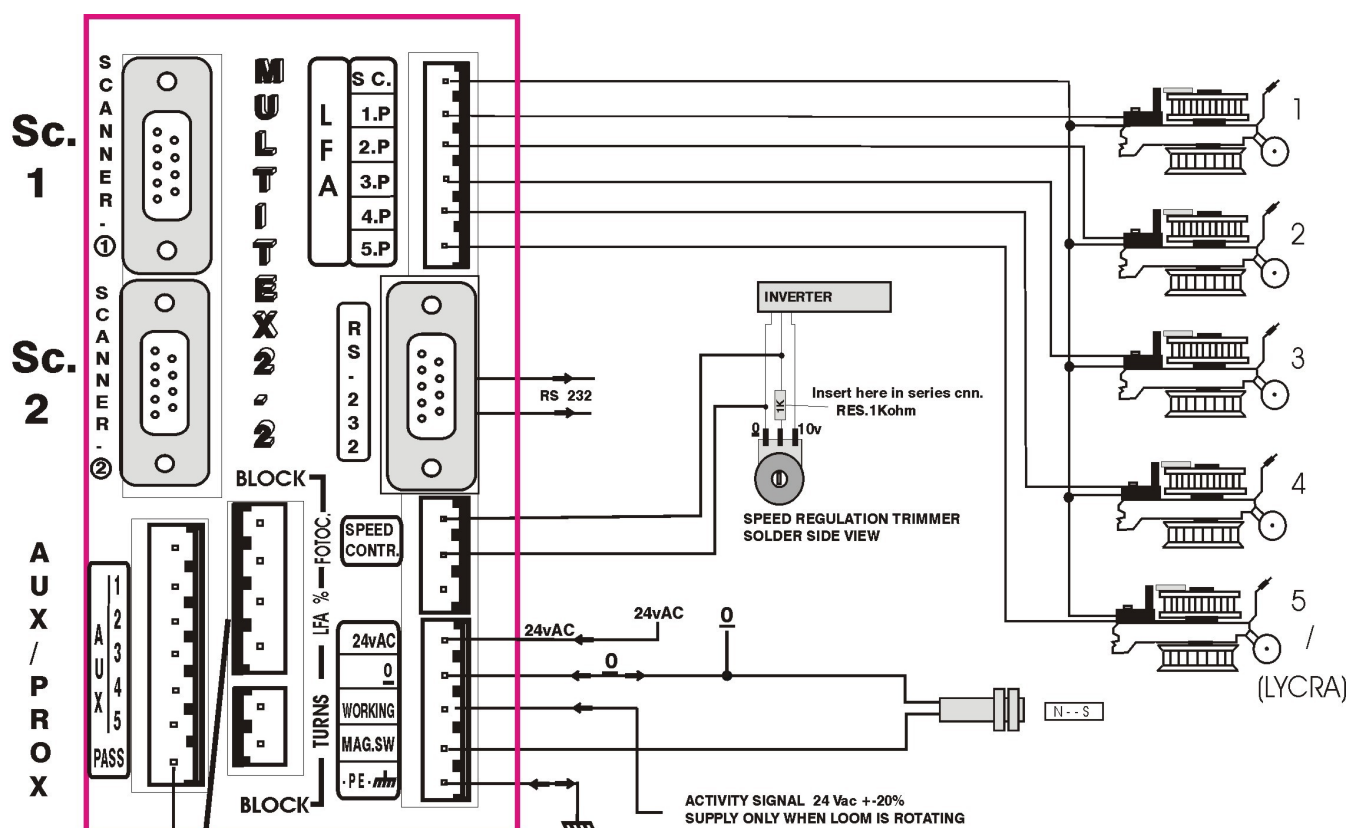 Sc.
1
SCANNER-①
MULTITEX2-2
LFA
SC.
1.P
2.P
3.P
4.P
5.P
1
2
3
4
5
/
(LYCRA)
Sc.
2
SCANNER-②
RS-232
RS 232
INVERTER
Insert here in series cnn.
RES.1Kohm
1K
0
10v
SPEED REGULATION TRIMMER
SOLDER SIDE VIEW
BLOCK
FOTOC.
LFA %
TURNS
BLOCK
SPEED
CONTR.
AUX/PROX
AUX
1
2
3
4
5
PASS
24vAC
0
WORKING
MAG.SW
-PE-
24vAC
24vAC
0
0
N--S
ACTIVITY SIGNAL 24 Vac +-20%
SUPPLY ONLY WHEN LOOM IS ROTATING